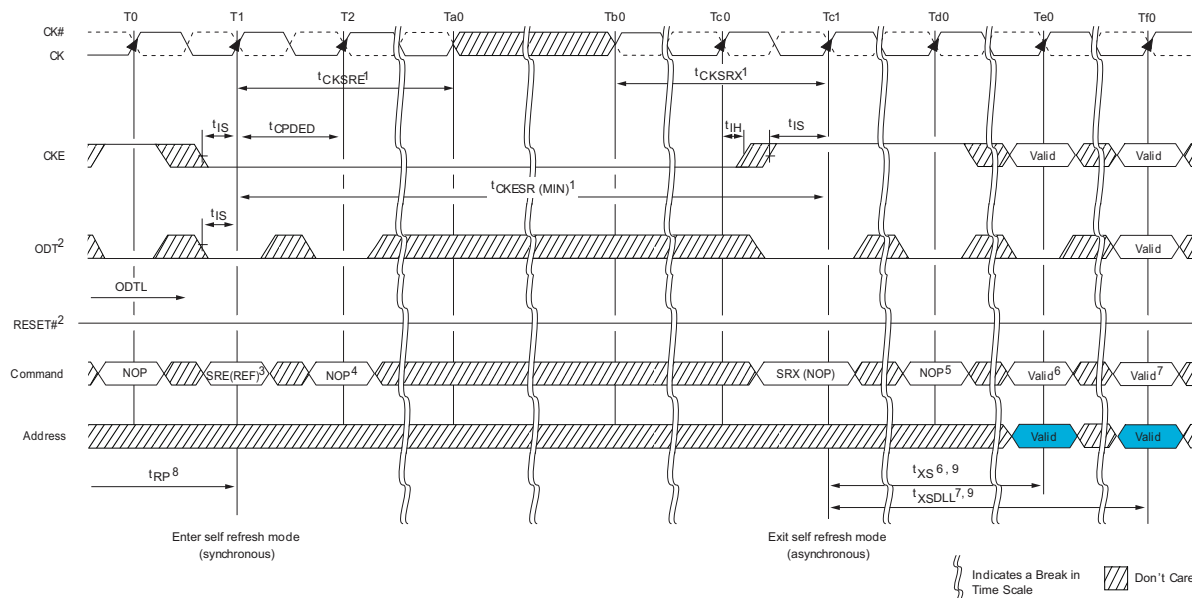 T0 T1 T2 Ta0 Tb0 Tc0 Tc1 Td0 Te0 Tf0
CK#
CK
tCKSRE1 tCKSRX1
tIS tCPDED tIH tIS
CKE Valid Valid
tCKESR (MIN)1
tIS
ODT2 Valid
ODTL
RESET#2
Command NOP SRE(REF)3 NOP4 SRX (NOP) NOP5 Valid6 Valid7
Address Valid Valid
tRP8 tXS6, 9
tXSDLL7, 9
Enter self refresh mode
(synchronous)
Exit self refresh mode
(asynchronous)
Indicates a Break in
Time Scale
Don't Care